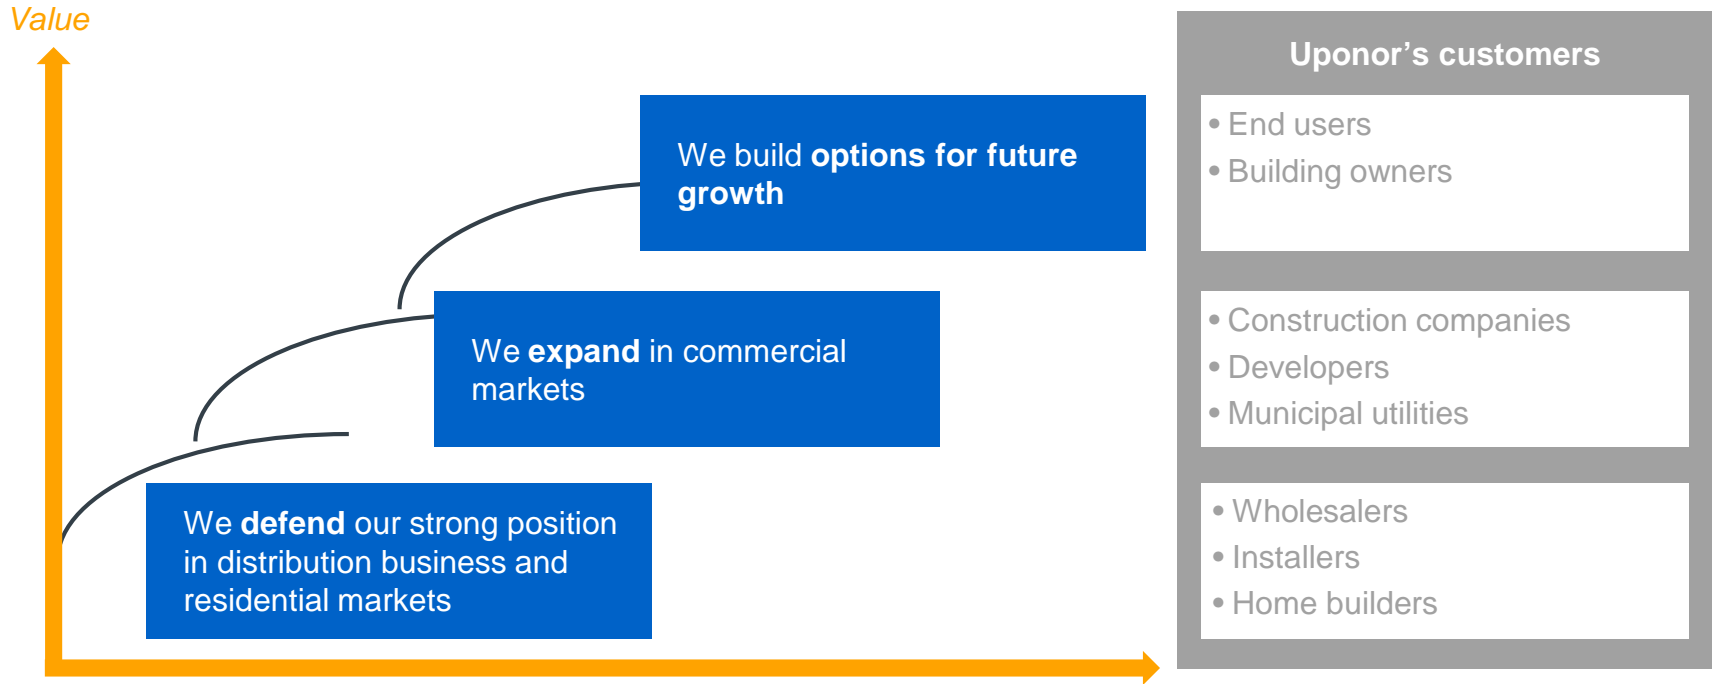 Value
We build options for future
growth
We expand in commercial
markets
We defend our strong position
in distribution business and
residential markets
Uponor’s customers
• End users
• Building owners
• Construction companies
• Developers
• Municipal utilities
• Wholesalers
• Installers
• Home builders